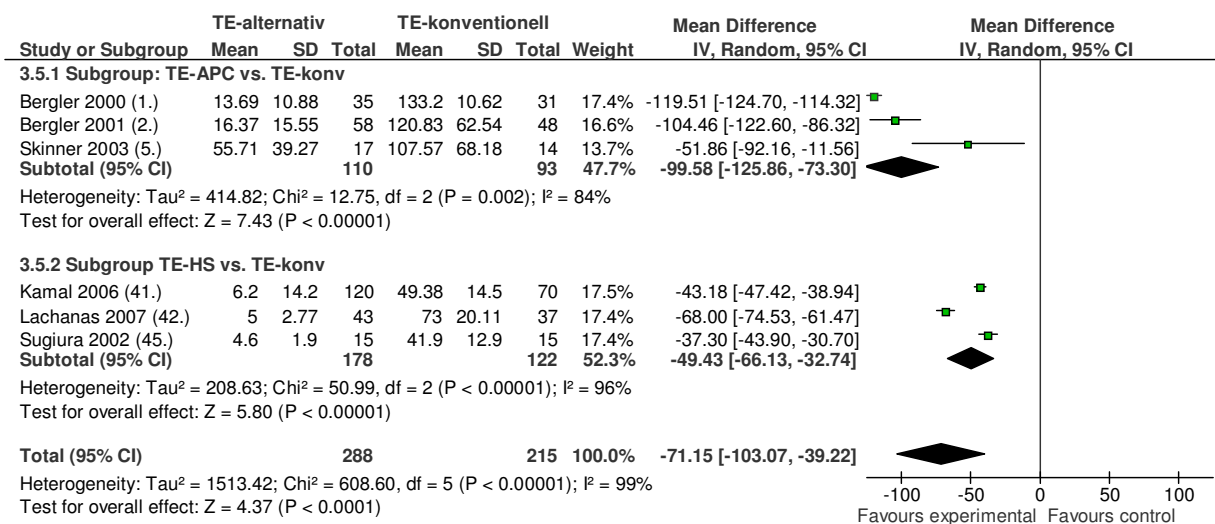 TE-alternativ TE-konventionell Mean Difference Mean Difference
Study or Subgroup Mean SD Total Mean SD Total Weight IV, Random, 95% CI IV, Random, 95% CI
3.5.1 Subgroup: TE-APC vs. TE-konv
Bergler 2000 (1.) 13.69 10.88 35 133.2 10.62 31 17.4% -119.51 [-124.70, -114.32]
Bergler 2001 (2.) 16.37 15.55 58 120.83 62.54 48 16.6% -104.46 [-122.60, -86.32]
Skinner 2003 (5.) 55.71 39.27 17 107.57 68.18 14 13.7% -51.86 [-92.16, -11.56]
Subtotal (95% CI) 110 93 47.7% -99.58 [-125.86, -73.30]
Heterogeneity: Tau² = 414.82; Chi² = 12.75, df = 2 (P = 0.002); I² = 84%
Test for overall effect: Z = 7.43 (P < 0.00001)
3.5.2 Subgroup TE-HS vs. TE-konv
Kamal 2006 (41.) 6.2 14.2 120 49.38 14.5 70 17.5% -43.18 [-47.42, -38.94]
Lachanas 2007 (42.) 5 2.77 43 73 20.11 37 17.4% -68.00 [-74.53, -61.47]
Sugiura 2002 (45.) 4.6 1.9 15 41.9 12.9 15 17.4% -37.30 [-43.90, -30.70]
Subtotal (95% CI) 178 122 52.3% -49.43 [-66.13, -32.74]
Heterogeneity: Tau² = 208.63; Chi² = 50.99, df = 2 (P < 0.00001); I² = 96%
Test for overall effect: Z = 5.80 (P < 0.00001)
Total (95% CI) 288 215 100.0% -71.15 [-103.07, -39.22]
Heterogeneity: Tau² = 1513.42; Chi² = 608.60, df = 5 (P < 0.00001); I² = 99%
Test for overall effect: Z = 4.37 (P < 0.0001)
-100 -50 0 50 100
Favours experimental Favours control